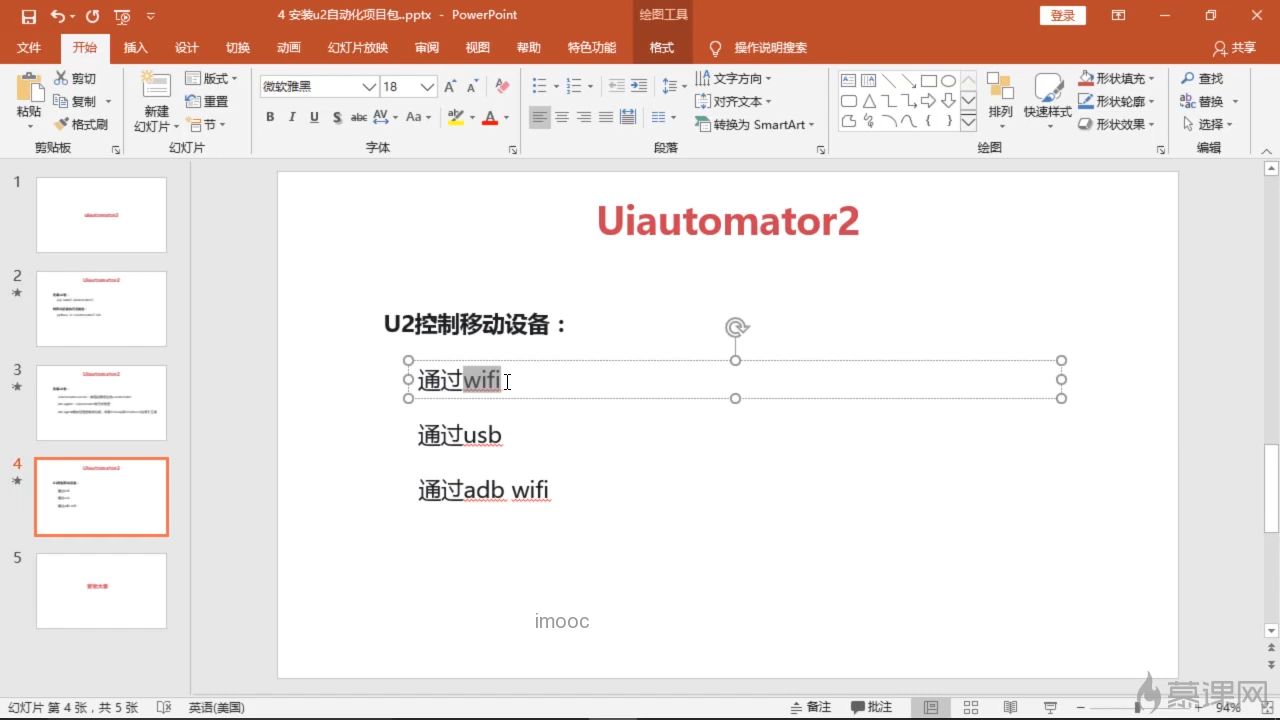 4 安装u2自动化项目包..pptx - PowerPoint
绘图工具
登录
文件
开始
插入
设计
切换
动画
幻灯片放映
审阅
视图
帮助
特色功能
格式
操作说明搜索
共享
粘贴
剪切
复制
格式刷
剪贴板
新建
幻灯片
版式
重置
节
幻灯片
微软雅黑
18
B I U S abc AV Aa A
字体
文字方向
对齐文本
转换为 SmartArt
段落
排列
快速样式
形状填充
形状轮廓
形状效果
绘图
查找
替换
选择
编辑
1
2
3
4
5
Uiautomator2
U2控制移动设备：
通过wifi
通过usb
通过adb wifi
imooc
慕课网
幻灯片 第 4 张，共 5 张
英语(美国)
备注
批注
94%